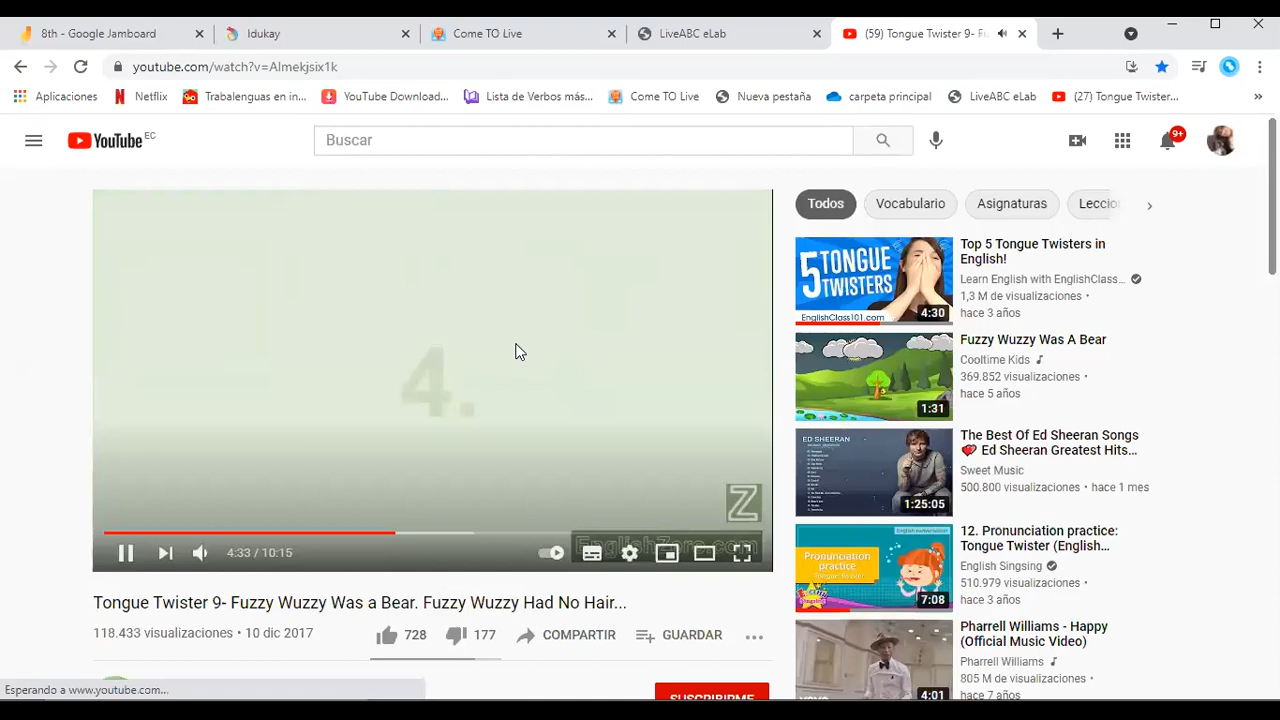 8th - Google Jamboard
Idukay
Come TO Live
LiveABC eLab
(59) Tongue Twister 9- Fu
youtube.com/watch?v=AImekjsix1k
Aplicaciones
Netflix
Trabalenguas en in...
YouTube Download...
Lista de Verbos más...
Come TO Live
Nueva pestaña
carpeta principal
LiveABC eLab
(27) Tongue Twister...
»
YouTube EC
Buscar
9+
4.
Z
EnglishZero.com
4:33 / 10:15
Tongue Twister 9- Fuzzy Wuzzy Was a Bear. Fuzzy Wuzzy Had No Hair...
118.433 visualizaciones • 10 dic 2017
728
177
COMPARTIR
GUARDAR
SUSCRIBIRME
Esperando a www.youtube.com...
Todos
Vocabulario
Asignaturas
Leccio
5 TONGUE
TWISTERS
EnglishClass101.com
4:30
Top 5 Tongue Twisters in
English!
Learn English with EnglishClass...
1,3 M de visualizaciones •
hace 3 años
1:31
Fuzzy Wuzzy Was A Bear
Cooltime Kids
369.852 visualizaciones •
hace 5 años
ED SHEERAN
1:25:05
The Best Of Ed Sheeran Songs
❤️ Ed Sheeran Greatest Hits...
Sweet Music
500.800 visualizaciones • hace 1 mes
Pronunciation
practice
7:08
12. Pronunciation practice:
Tongue Twister (English...
English Singsing
510.979 visualizaciones •
hace 3 años
4:01
Pharrell Williams - Happy
(Official Music Video)
Pharrell Williams
805 M de visualizaciones •
hace 7 años